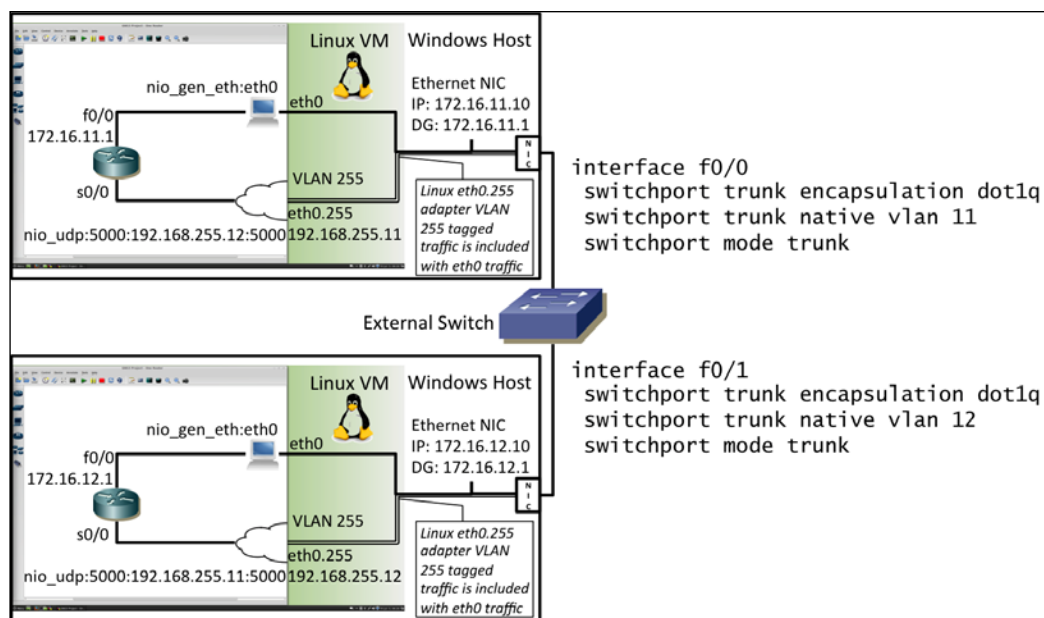 Linux VM
Windows Host
nio_gen_eth:eth0
Ethernet NIC
IP: 172.16.11.10
DG: 172.16.11.1
eth0
f0/0
172.16.11.1
N
I
C
s0/0
VLAN 255
eth0.255
nio_udp:5000:192.168.255.12:5000
192.168.255.11
Linux eth0.255
adapter VLAN
255 tagged
traffic is included
with eth0 traffic
interface f0/0
switchport trunk encapsulation dot1q
switchport trunk native vlan 11
switchport mode trunk
External Switch
Linux VM
Windows Host
nio_gen_eth:eth0
Ethernet NIC
IP: 172.16.12.10
DG: 172.16.12.1
eth0
f0/0
172.16.12.1
N
I
C
s0/0
VLAN 255
eth0.255
nio_udp:5000:192.168.255.11:5000
192.168.255.12
Linux eth0.255
adapter VLAN
255 tagged
traffic is included
with eth0 traffic
interface f0/1
switchport trunk encapsulation dot1q
switchport trunk native vlan 12
switchport mode trunk